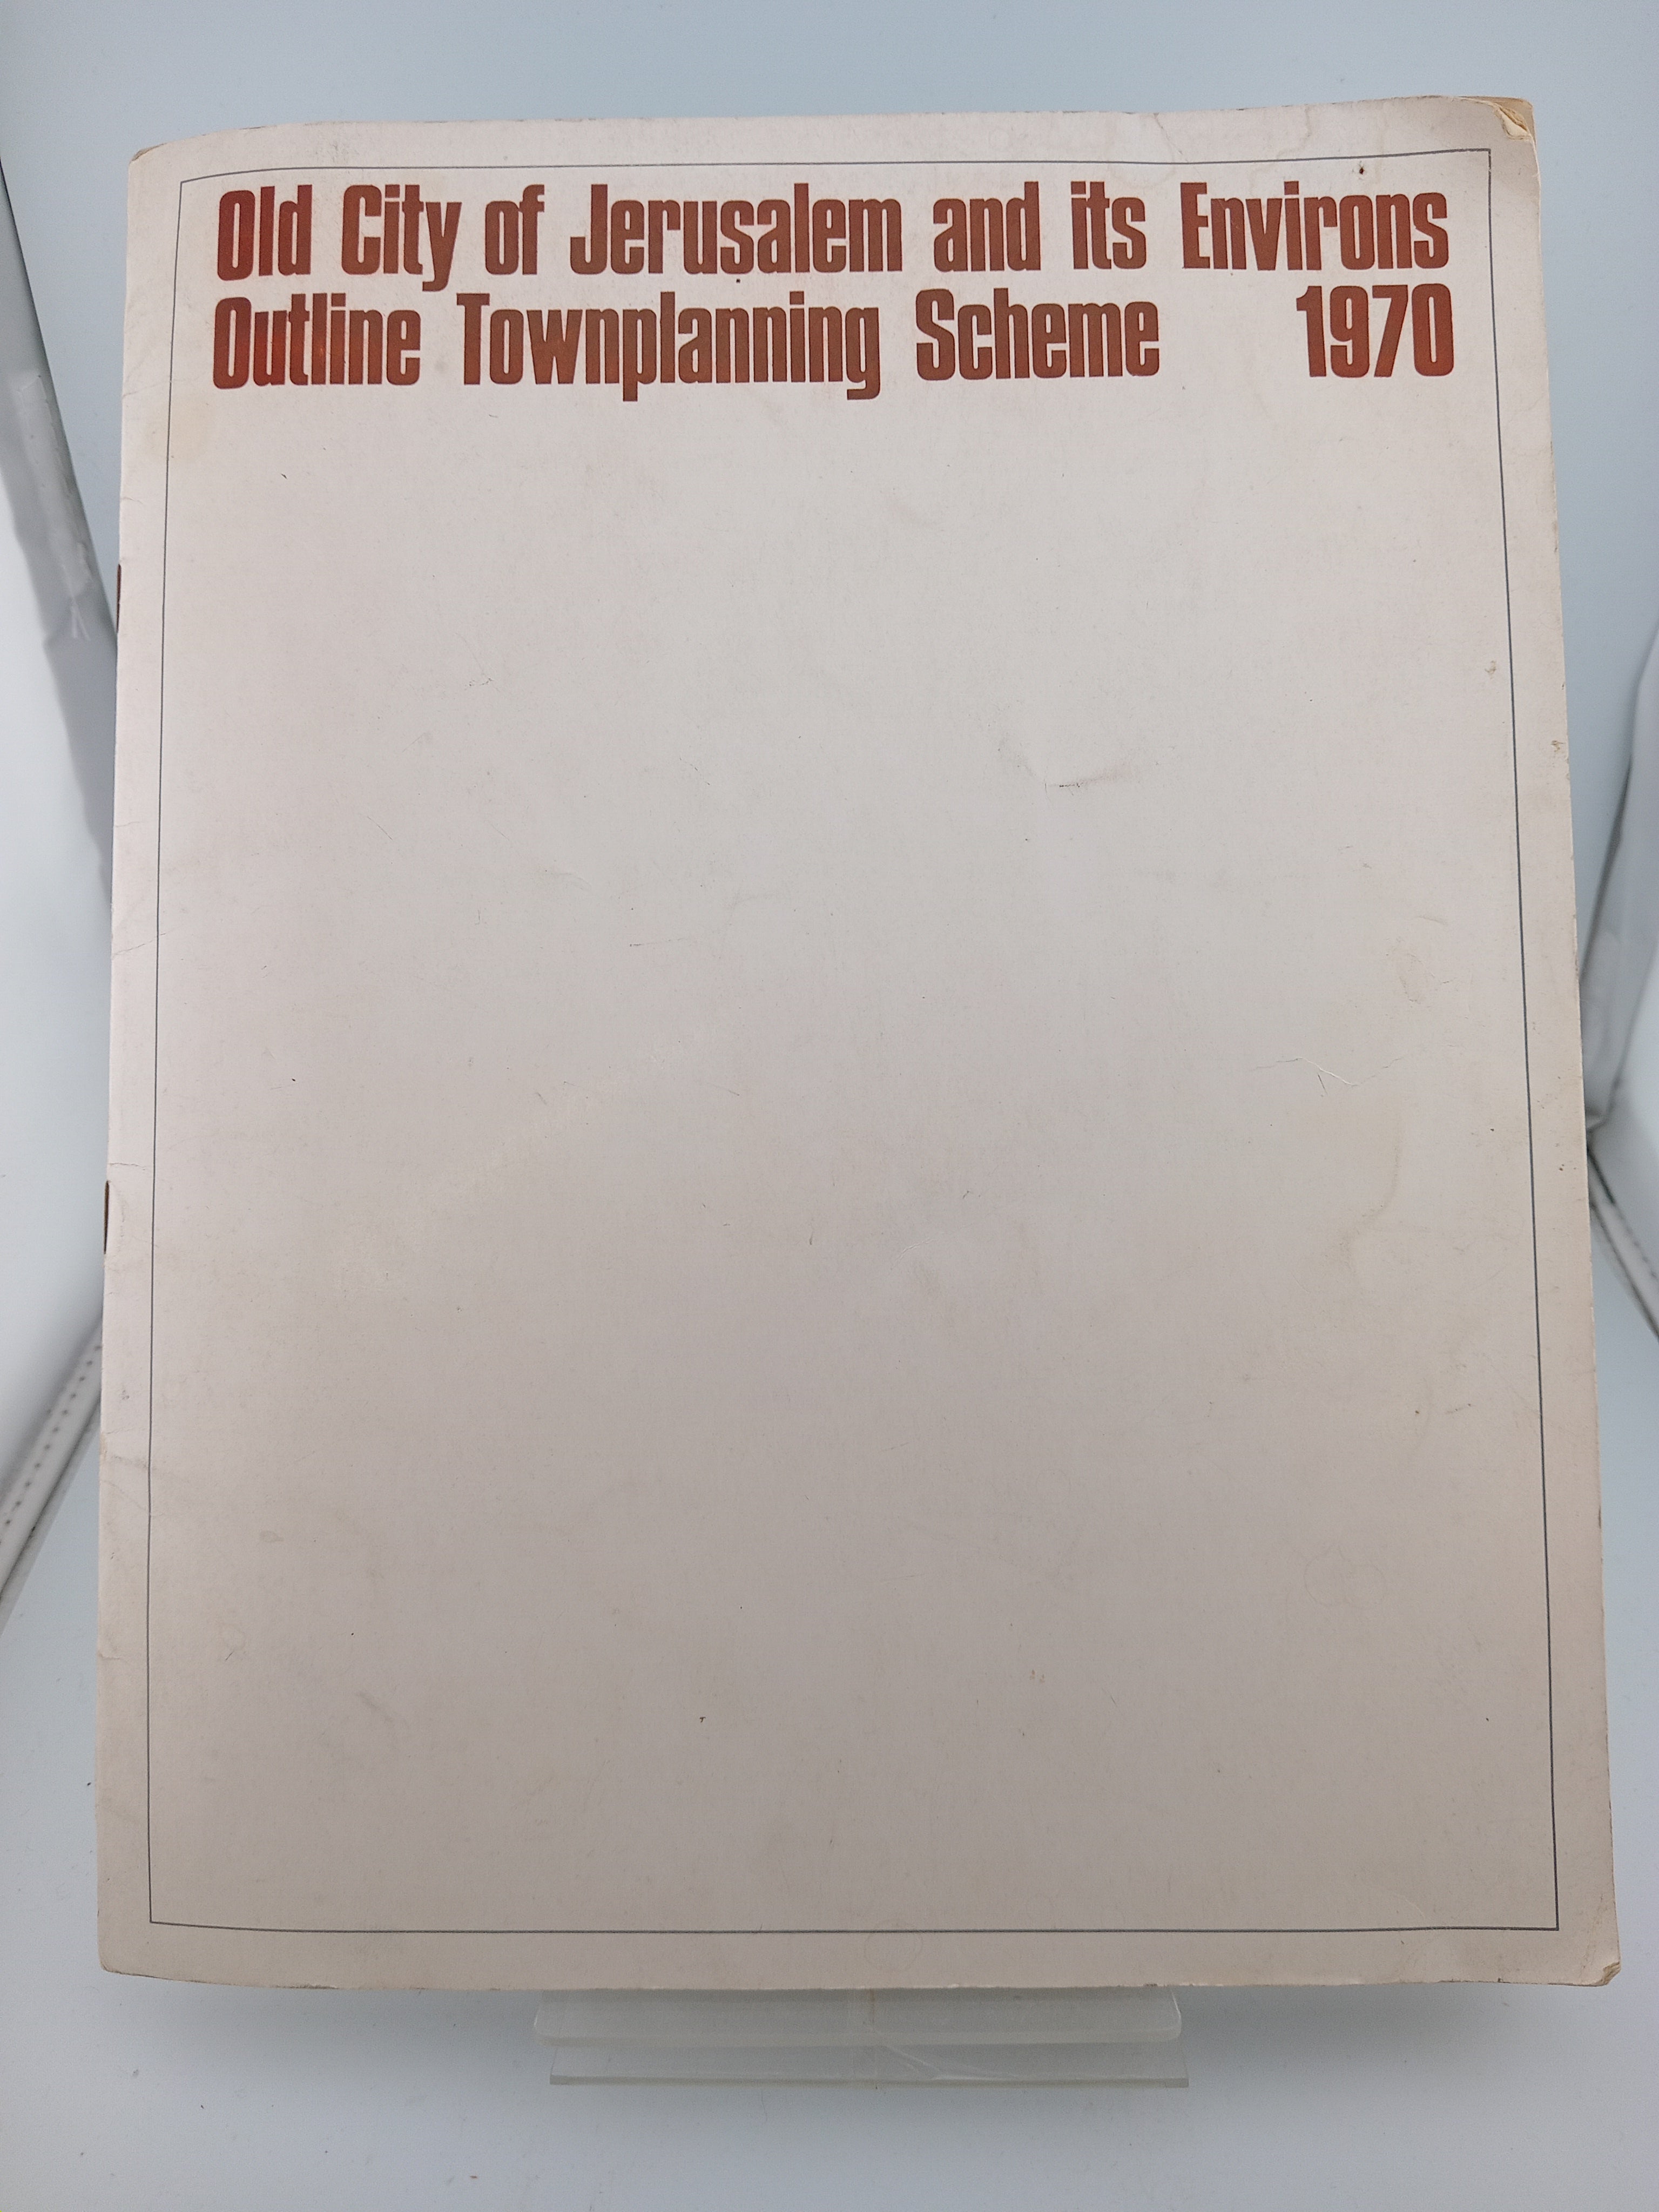 Old City of Jerusalem and its Environs
Outline Townplanning Scheme 1970